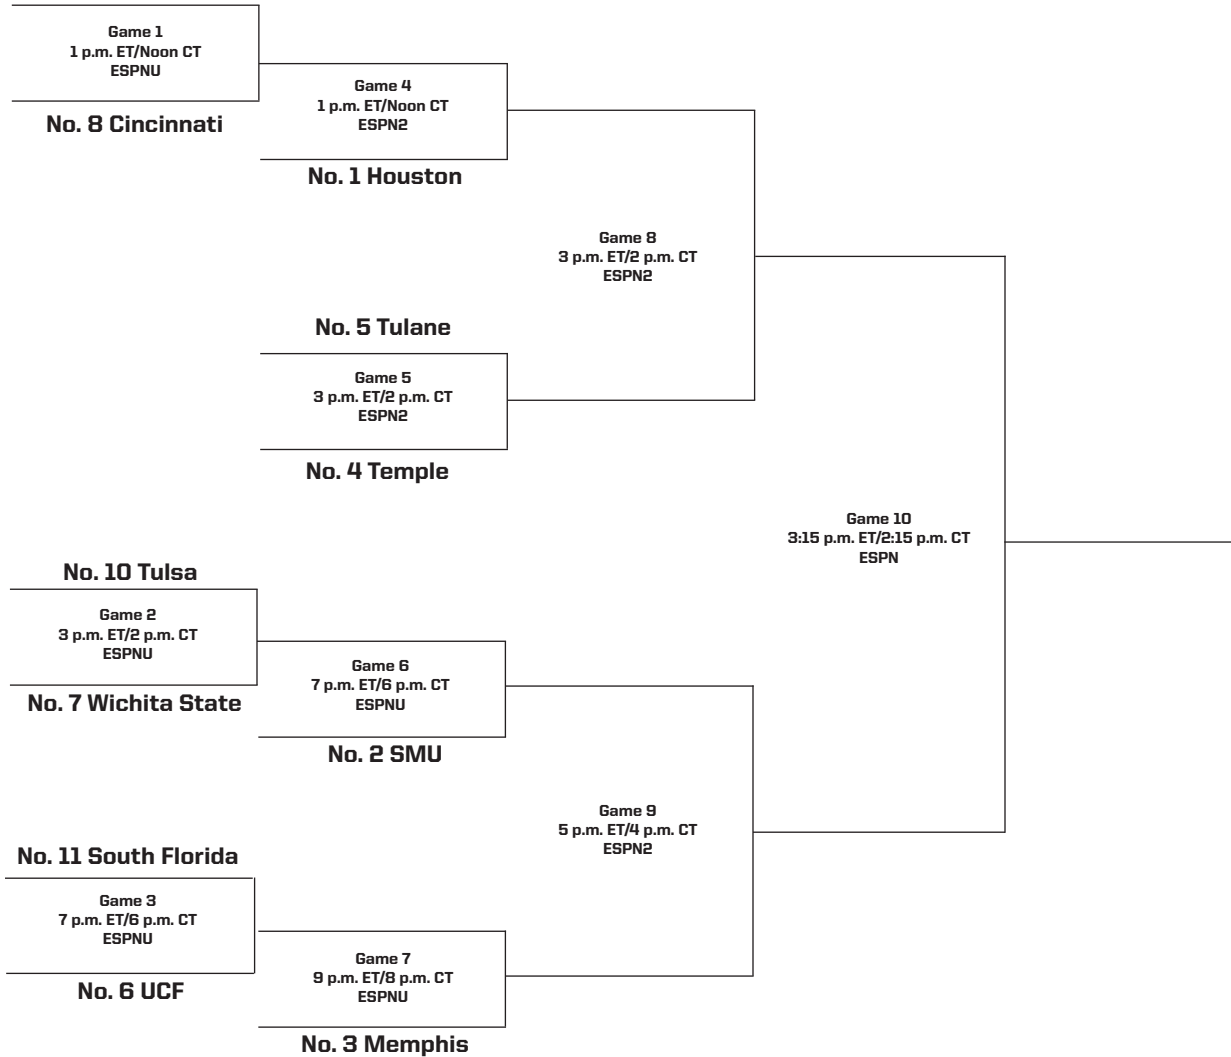 Game 1
1 p.m. ET/Noon CT
ESPNU
No. 8 Cincinnati
Game 4
1 p.m. ET/Noon CT
ESPN2
No. 1 Houston
Game 8
3 p.m. ET/2 p.m. CT
ESPN2
No. 5 Tulane
Game 5
3 p.m. ET/2 p.m. CT
ESPN2
No. 4 Temple
Game 10
3:15 p.m. ET/2:15 p.m. CT
ESPN
No. 10 Tulsa
Game 2
3 p.m. ET/2 p.m. CT
ESPNU
No. 7 Wichita State
Game 6
7 p.m. ET/6 p.m. CT
ESPNU
No. 2 SMU
Game 9
5 p.m. ET/4 p.m. CT
ESPN2
No. 11 South Florida
Game 3
7 p.m. ET/6 p.m. CT
ESPNU
No. 6 UCF
Game 7
9 p.m. ET/8 p.m. CT
ESPNU
No. 3 Memphis